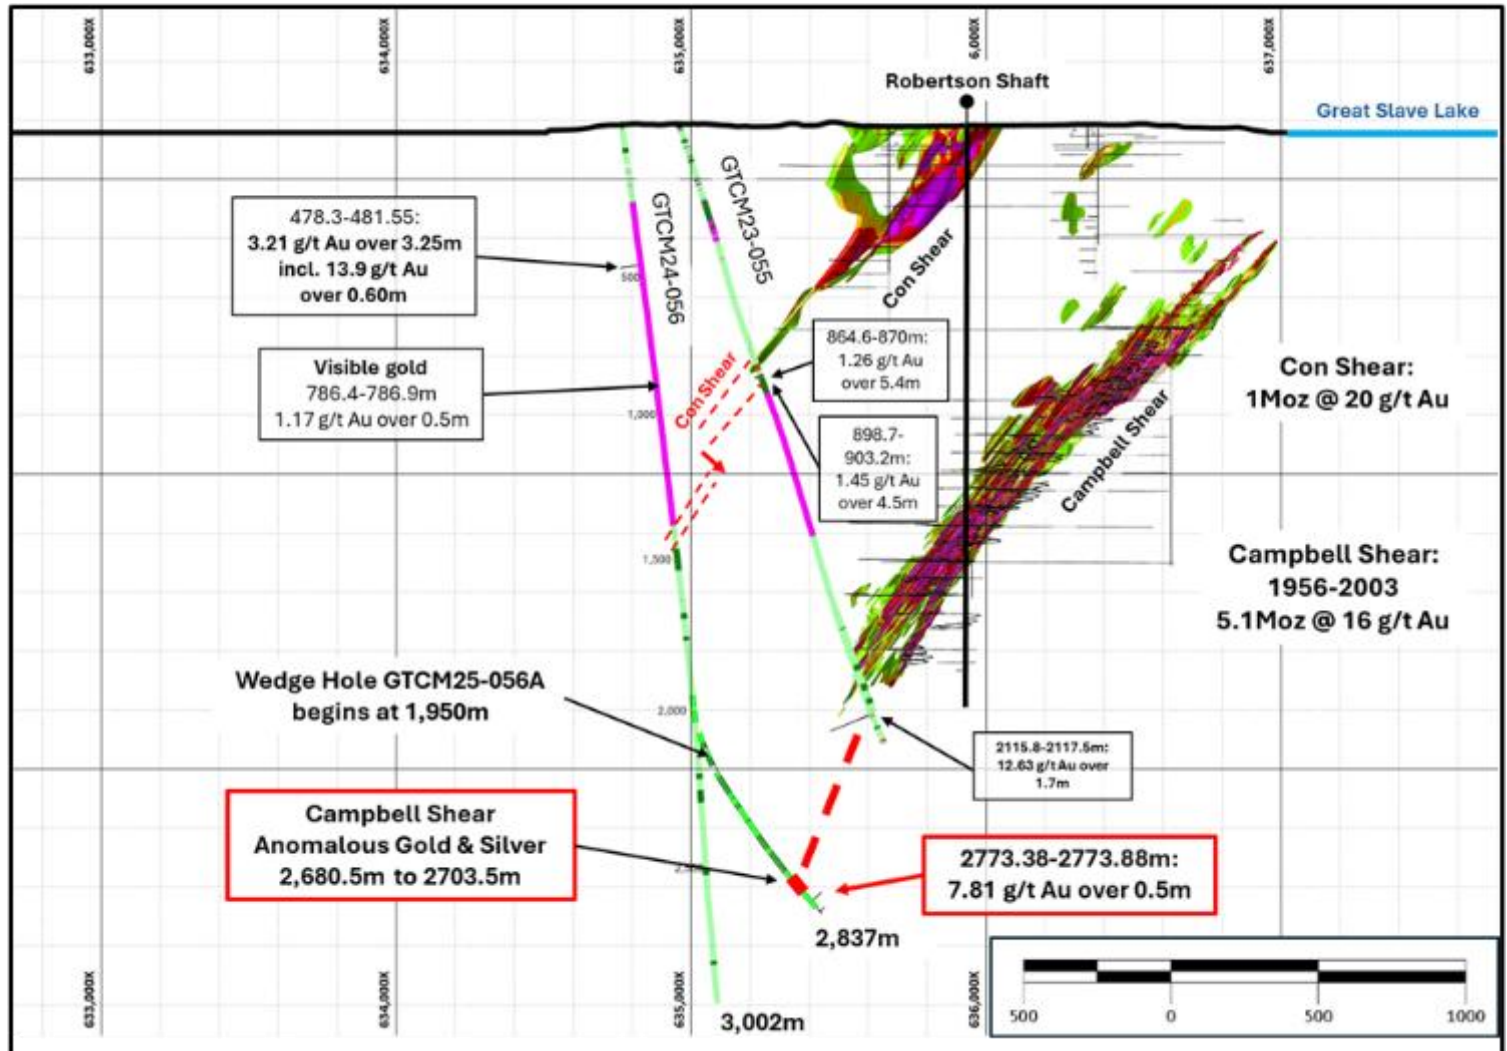 633,000X
634,000X
635,000X
6,000X
637,000X
Robertson Shaft
Great Slave Lake
GTCM24-056
GTCM23-055
478.3-481.55:
3.21 g/t Au over 3.25m
incl. 13.9 g/t Au
over 0.60m
500
Con Shear
Visible gold
786.4-786.9m
1.17 g/t Au over 0.5m
864.6-870m:
1.26 g/t Au
over 5.4m
Con Shear
1,000
898.7-
903.2m:
1.45 g/t Au
over 4.5m
Con Shear:
1Moz @ 20 g/t Au
Campbell Shear
1,500
Campbell Shear:
1956-2003
5.1Moz @ 16 g/t Au
Wedge Hole GTCM25-056A
begins at 1,950m
2,000
2115.8-2117.5m:
12.63 g/t Au over
1.7m
Campbell Shear
Anomalous Gold & Silver
2,680.5m to 2703.5m
2773.38-2773.88m:
7.81 g/t Au over 0.5m
2,837m
3,002m
633,000X
634,000X
635,000X
636,000X
500
0
500
1000